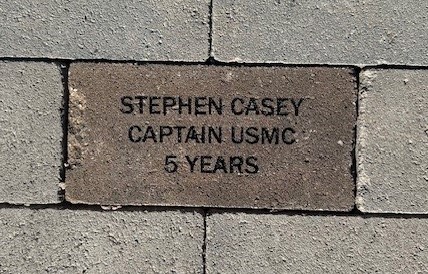 STEPHEN CASEY
CAPTAIN USMC
5 YEARS